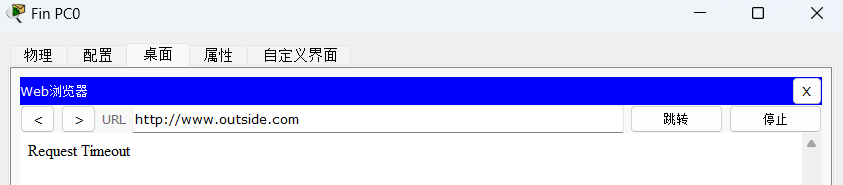 Fin PC0
物理 配置 桌面 属性 自定义界面
Web浏览器 X
< > URL http://www.outside.com 跳转 停止
Request Timeout